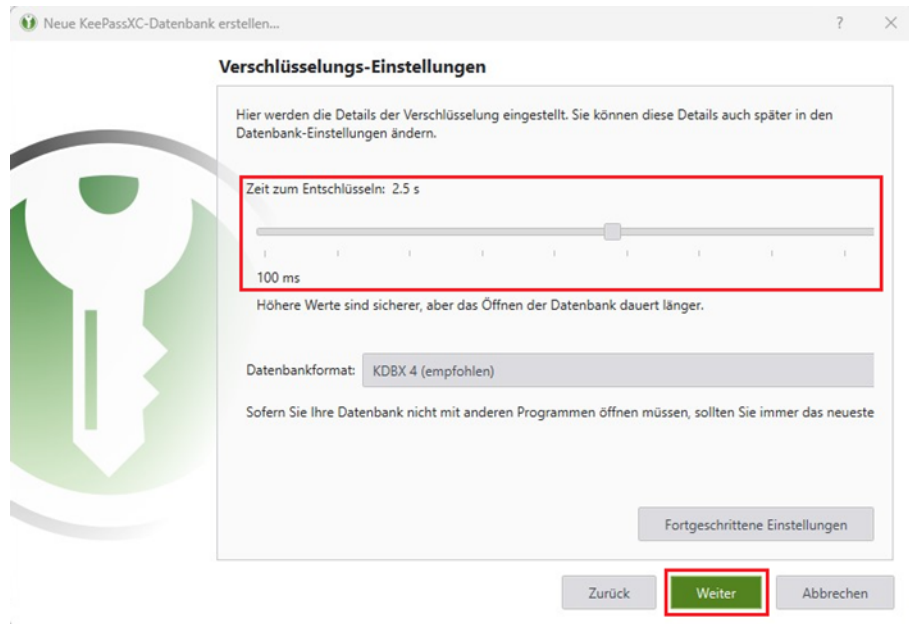 Neue KeePassXC-Datenbank erstellen...
?
Verschlüsselungs-Einstellungen
Hier werden die Details der Verschlüsselung eingestellt. Sie können diese Details auch später in den
Datenbank-Einstellungen ändern.
Zeit zum Entschlüsseln: 2.5 s
100 ms
Höhere Werte sind sicherer, aber das Öffnen der Datenbank dauert länger.
Datenbankformat: KDBX 4 (empfohlen)
Sofern Sie Ihre Datenbank nicht mit anderen Programmen öffnen müssen, sollten Sie immer das neueste
Fortgeschrittene Einstellungen
Zurück Weiter Abbrechen